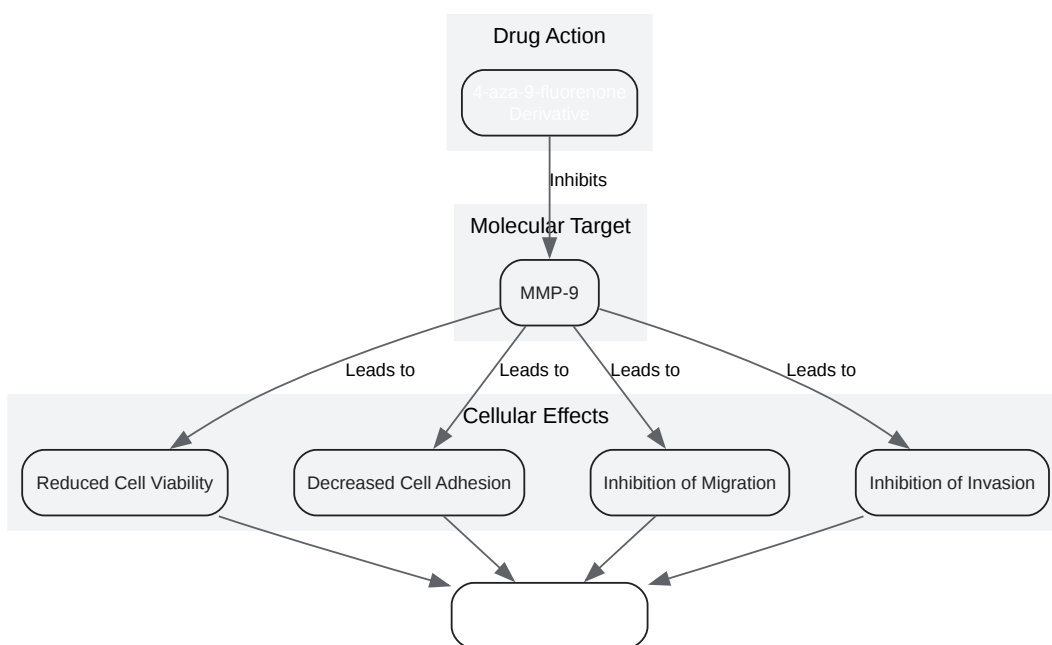 Drug Action
4-aza-9-fluorenone
Derivative
Inhibits
Molecular Target
MMP-9
Leads to Leads to Leads to Leads to
Cellular Effects
Reduced Cell Viability Decreased Cell Adhesion Inhibition of Migration Inhibition of Invasion